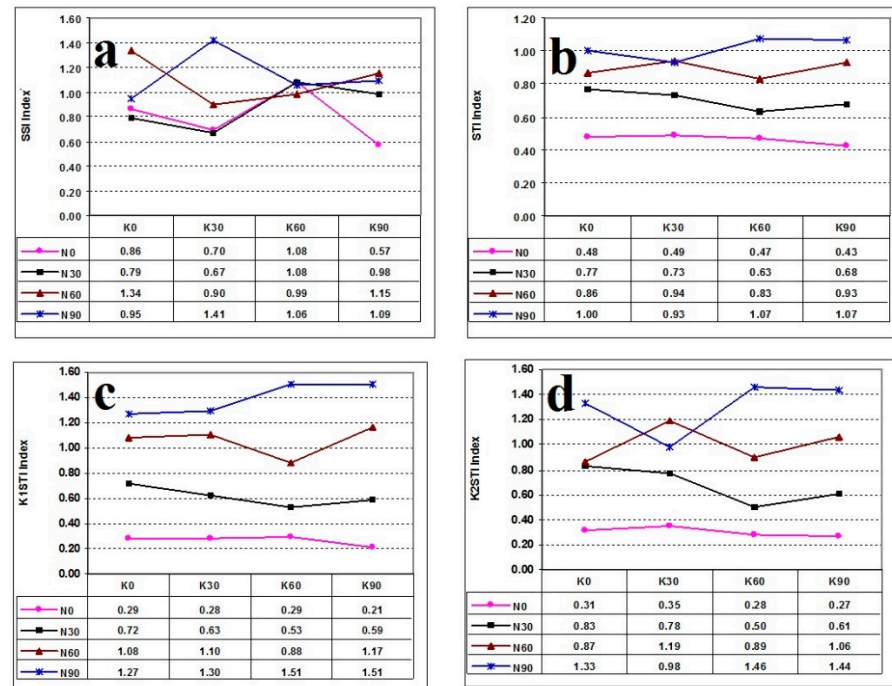 a
SSI Index
1.60
1.40
1.20
1.00
0.80
0.60
0.40
0.20
0.00
K0 K30 K60 K90
N0 0.86 0.70 1.08 0.57
N30 0.79 0.67 1.08 0.98
N60 1.34 0.90 0.99 1.15
N90 0.95 1.41 1.06 1.09
b
STI Index
1.20
1.00
0.80
0.60
0.40
0.20
0.00
K0 K30 K60 K90
N0 0.48 0.49 0.47 0.43
N30 0.77 0.73 0.63 0.68
N60 0.86 0.94 0.83 0.93
N90 1.00 0.93 1.07 1.07
c
K1STI Index
1.60
1.40
1.20
1.00
0.80
0.60
0.40
0.20
0.00
K0 K30 K60 K90
N0 0.29 0.28 0.29 0.21
N30 0.72 0.63 0.53 0.59
N60 1.08 1.10 0.88 1.17
N90 1.27 1.30 1.51 1.51
d
K2STI Index
1.60
1.40
1.20
1.00
0.80
0.60
0.40
0.20
0.00
K0 K30 K60 K90
N0 0.31 0.35 0.28 0.27
N30 0.83 0.78 0.50 0.61
N60 0.87 1.19 0.89 1.06
N90 1.33 0.98 1.46 1.44